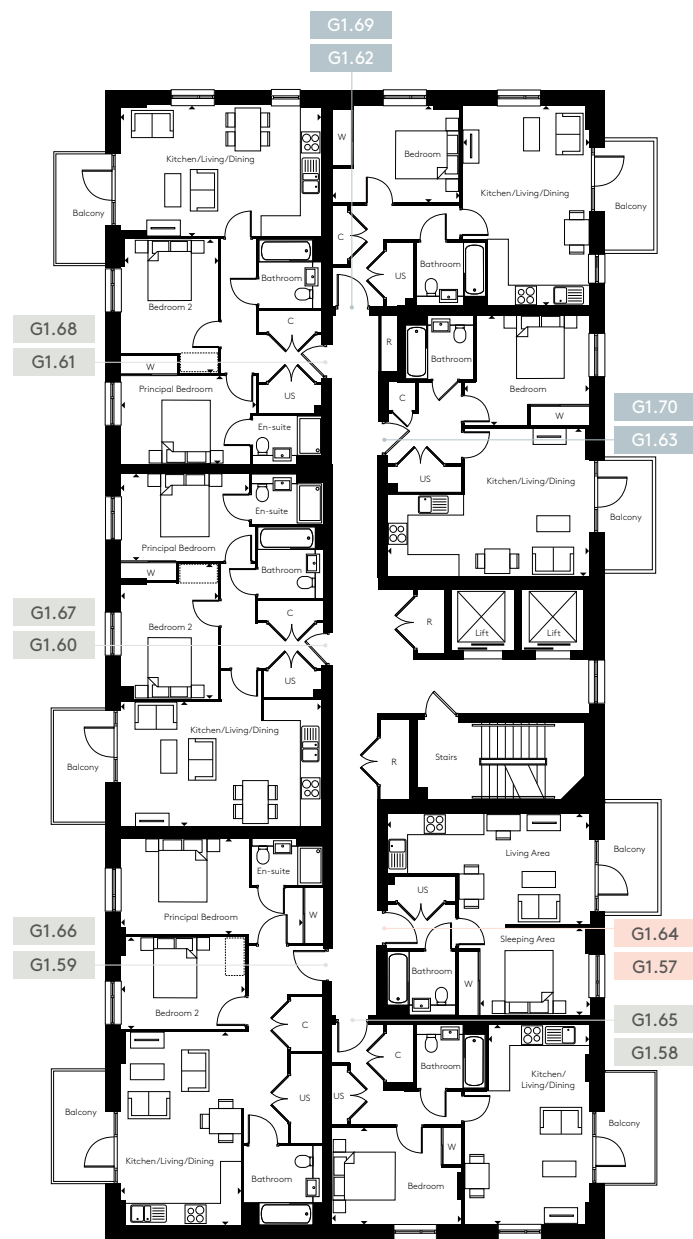 G1.69
G1.62
Kitchen/Living/Dining
W
Bedroom
Kitchen/Living/Dining
Balcony
Balcony
C
Bathroom
US
Bathroom
Bedroom 2
C
G1.68
G1.61
R
Bathroom
Bedroom
W
Principal Bedroom
US
C
W
G1.70
G1.63
En-suite
US
Kitchen/Living/Dining
En-suite
Balcony
Principal Bedroom
W
Bathroom
G1.67
G1.60
Bedroom 2
C
R
Lift
Lift
US
Kitchen/Living/Dining
Balcony
R
Stairs
Living Area
Balcony
En-suite
US
Principal Bedroom
W
G1.66
G1.59
Sleeping Area
G1.64
G1.57
Bathroom
W
Bedroom 2
C
G1.65
G1.58
C
Bathroom
Kitchen/
Living/Dining
US
US
Balcony
Balcony
W
Kitchen/Living/Dining
Bathroom
Bedroom